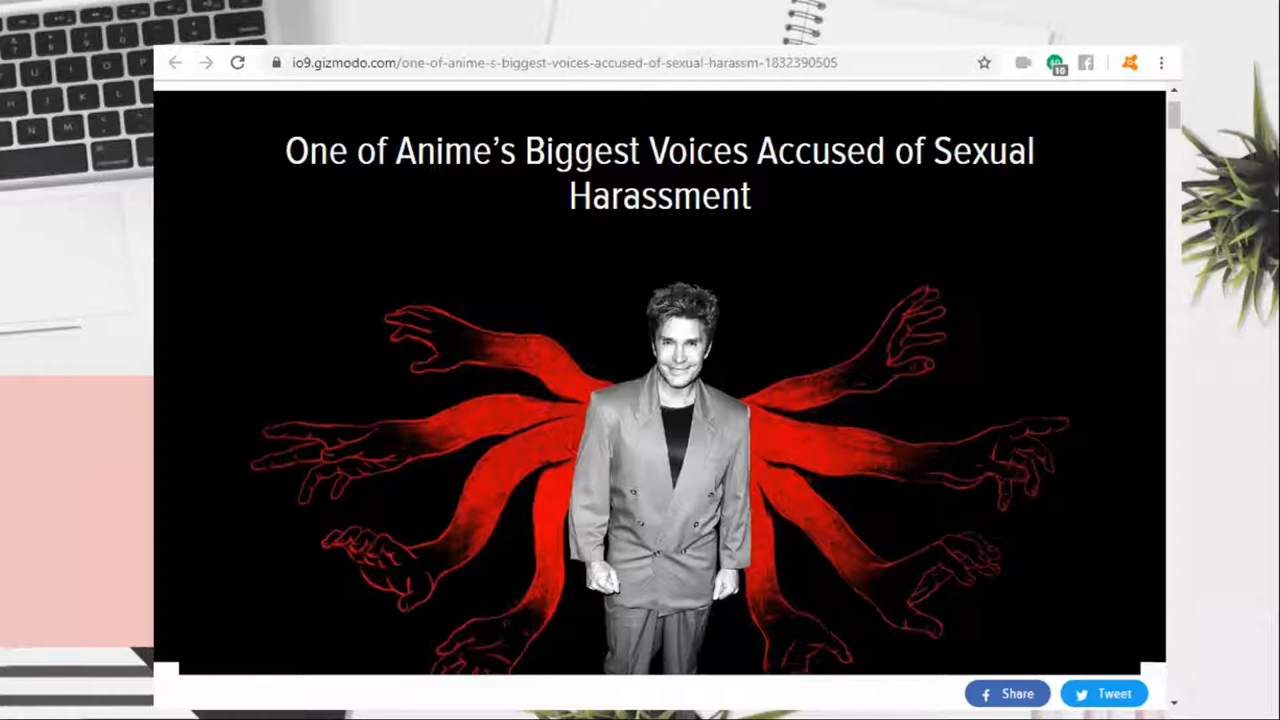 io9.gizmodo.com/one-of-anime-s-biggest-voices-accused-of-sexual-harassm-1832390505
10
One of Anime's Biggest Voices Accused of Sexual
Harassment
Share
Tweet